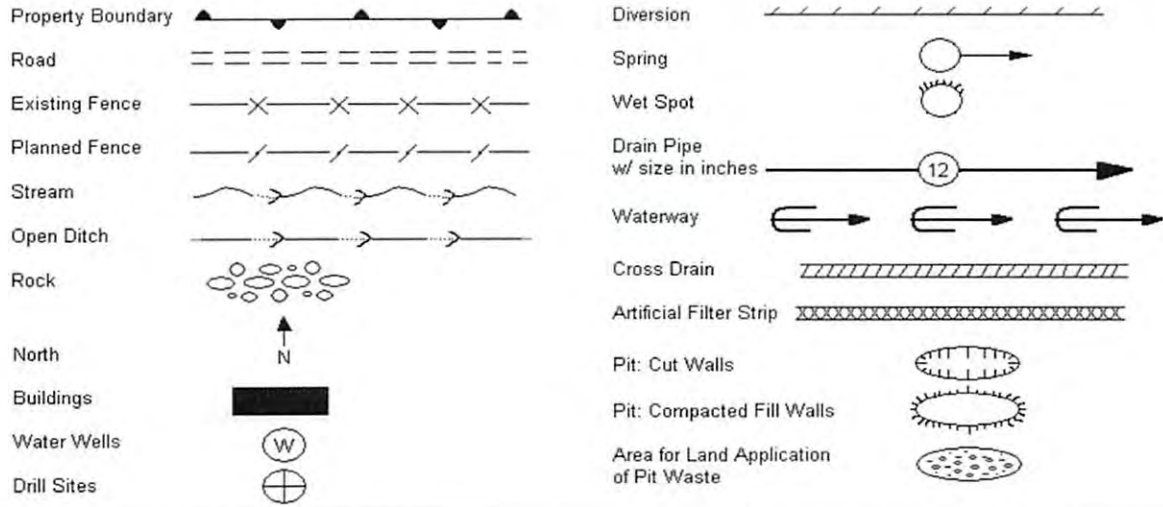 Property Boundary
Road
Existing Fence
Planned Fence
Stream
Open Ditch
Rock
North
N
Buildings
Water Wells
W
Drill Sites
Diversion
Spring
Wet Spot
Drain Pipe
w/ size in inches
12
Waterway
Cross Drain
Artificial Filter Strip
Pit: Cut Walls
Pit: Compacted Fill Walls
Area for Land Application
of Pit Waste